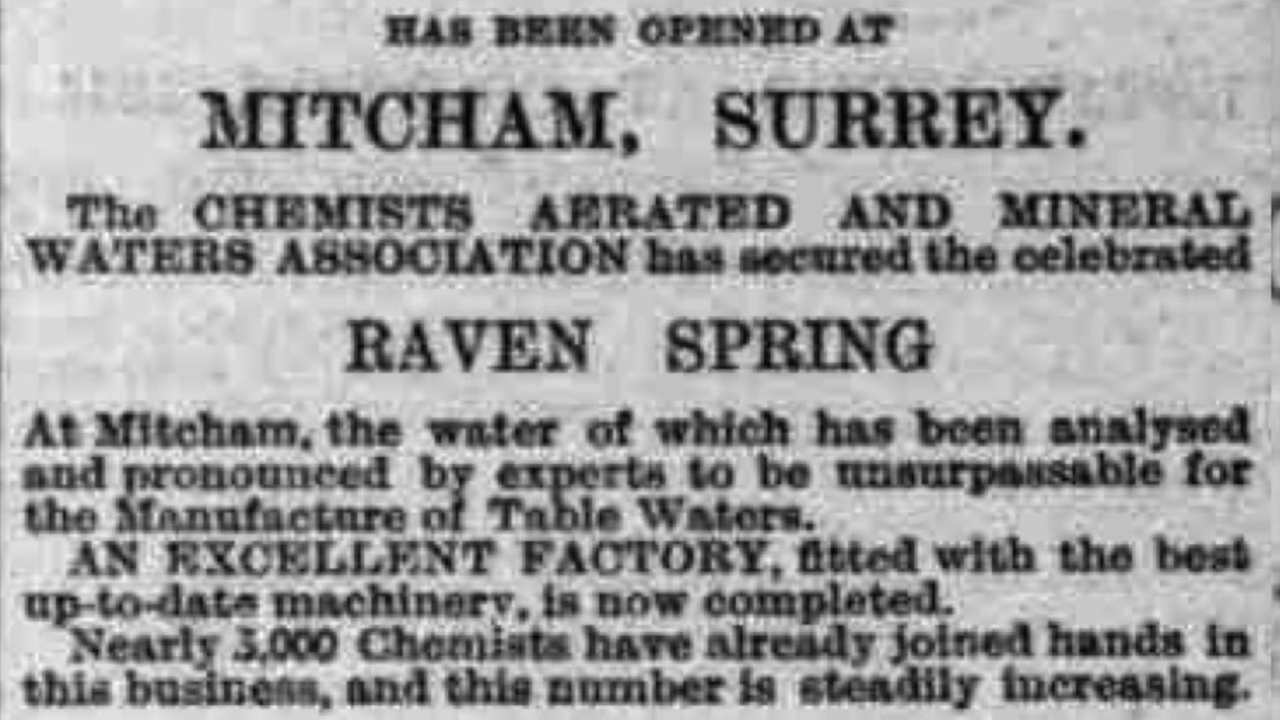 HAS BEEN OPENED AT
MITCHAM, SURREY.
The CHEMISTS AERATED AND MINERAL
WATERS ASSOCIATION has secured the celebrated
RAVEN SPRING
At Mitcham, the water of which has been analysed
and pronounced by experts to be unsurpassable for
the Manufacture of Table Waters.
AN EXCELLENT FACTORY, fitted with the best
up-to-date machinery, is now completed.
Nearly 3,000 Chemists have already joined hands in
this business, and this number is steadily increasing.